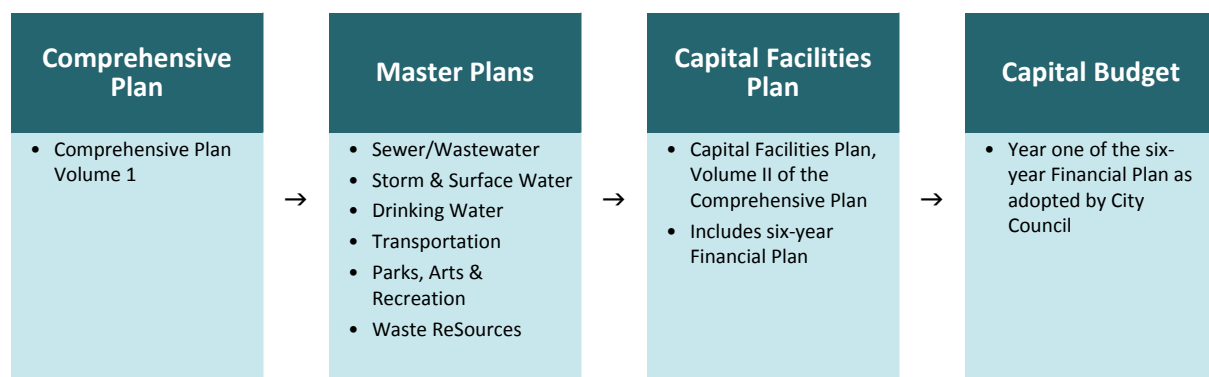 Comprehensive
Plan
• Comprehensive Plan
Volume 1
→
Master Plans
• Sewer/Wastewater
• Storm & Surface Water
• Drinking Water
• Transportation
• Parks, Arts &
Recreation
• Waste ReSources
→
Capital Facilities
Plan
• Capital Facilities Plan,
Volume II of the
Comprehensive Plan
• Includes six-year
Financial Plan
→
Capital Budget
• Year one of the six-
year Financial Plan as
adopted by City
Council